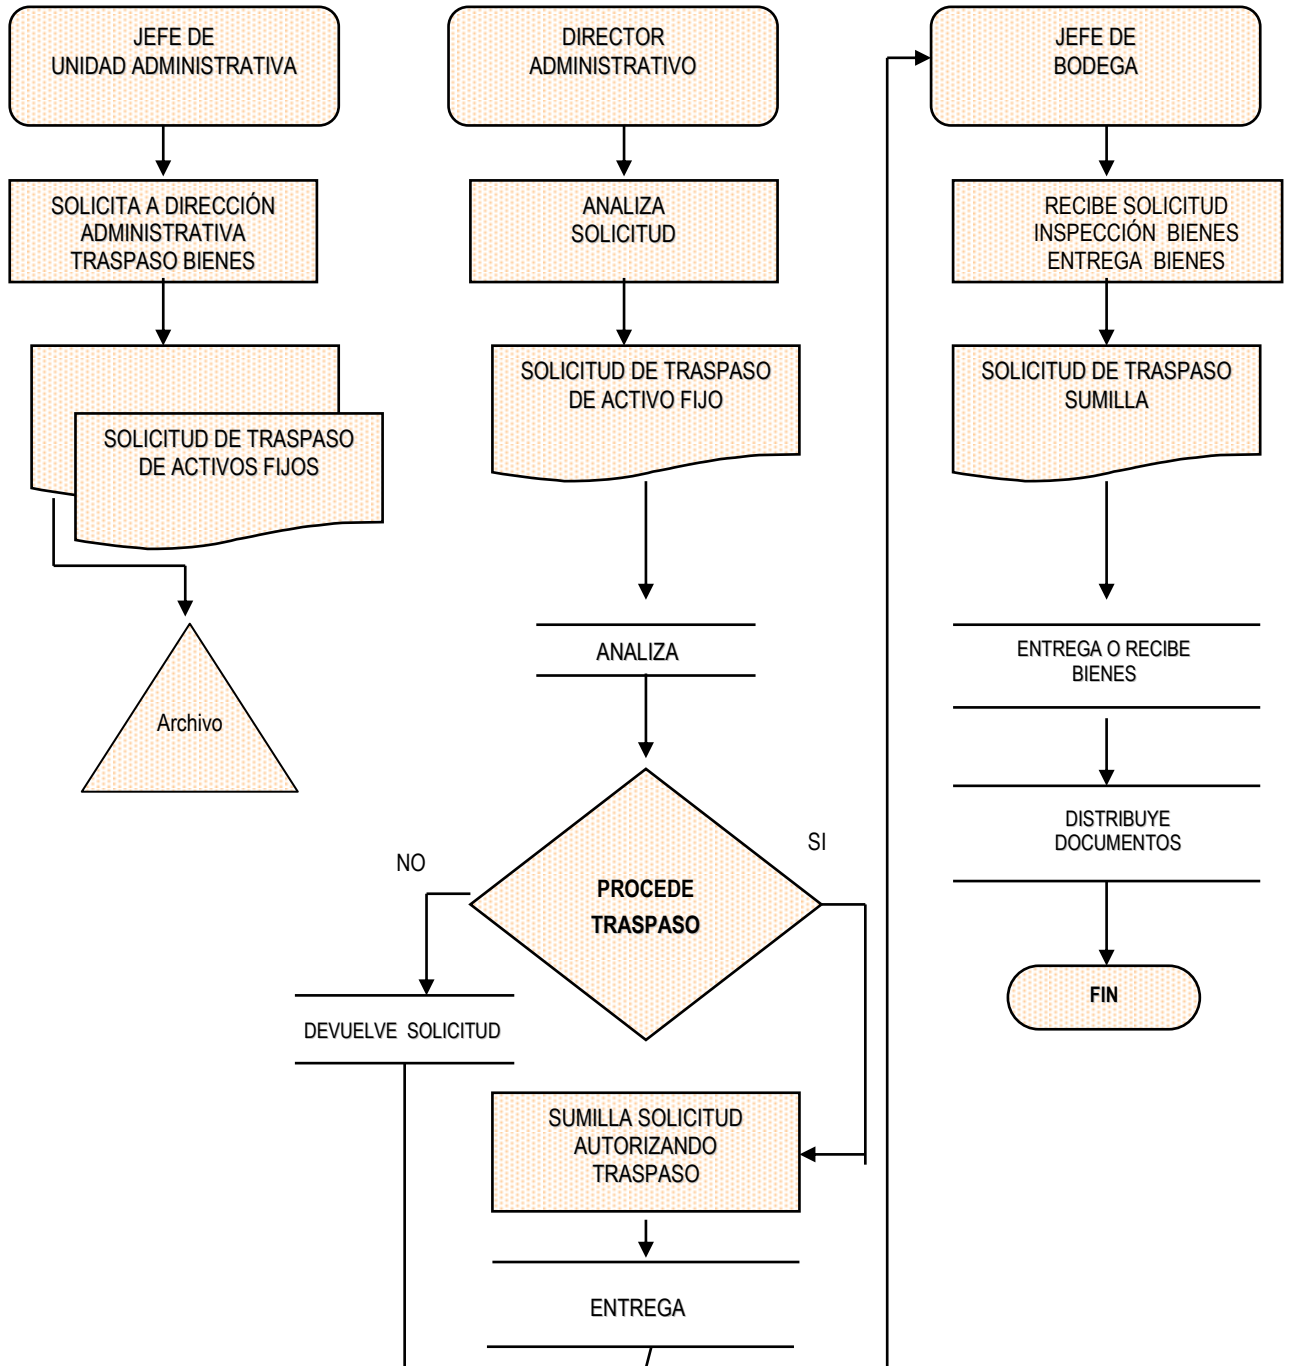 JEFE DE
UNIDAD ADMINISTRATIVA
SOLICITA A DIRECCIÓN
ADMINISTRATIVA
TRASPASO BIENES
SOLICITUD DE TRASPASO
DE ACTIVOS FIJOS
Archivo
DIRECTOR
ADMINISTRATIVO
ANALIZA
SOLICITUD
SOLICITUD DE TRASPASO
DE ACTIVO FIJO
ANALIZA
PROCEDE
TRASPASO
NO
SI
DEVUELVE SOLICITUD
SUMILLA SOLICITUD
AUTORIZANDO
TRASPASO
ENTREGA
JEFE DE
BODEGA
RECIBE SOLICITUD
INSPECCIÓN BIENES
ENTREGA BIENES
SOLICITUD DE TRASPASO
SUMILLA
ENTREGA O RECIBE
BIENES
DISTRIBUYE
DOCUMENTOS
FIN